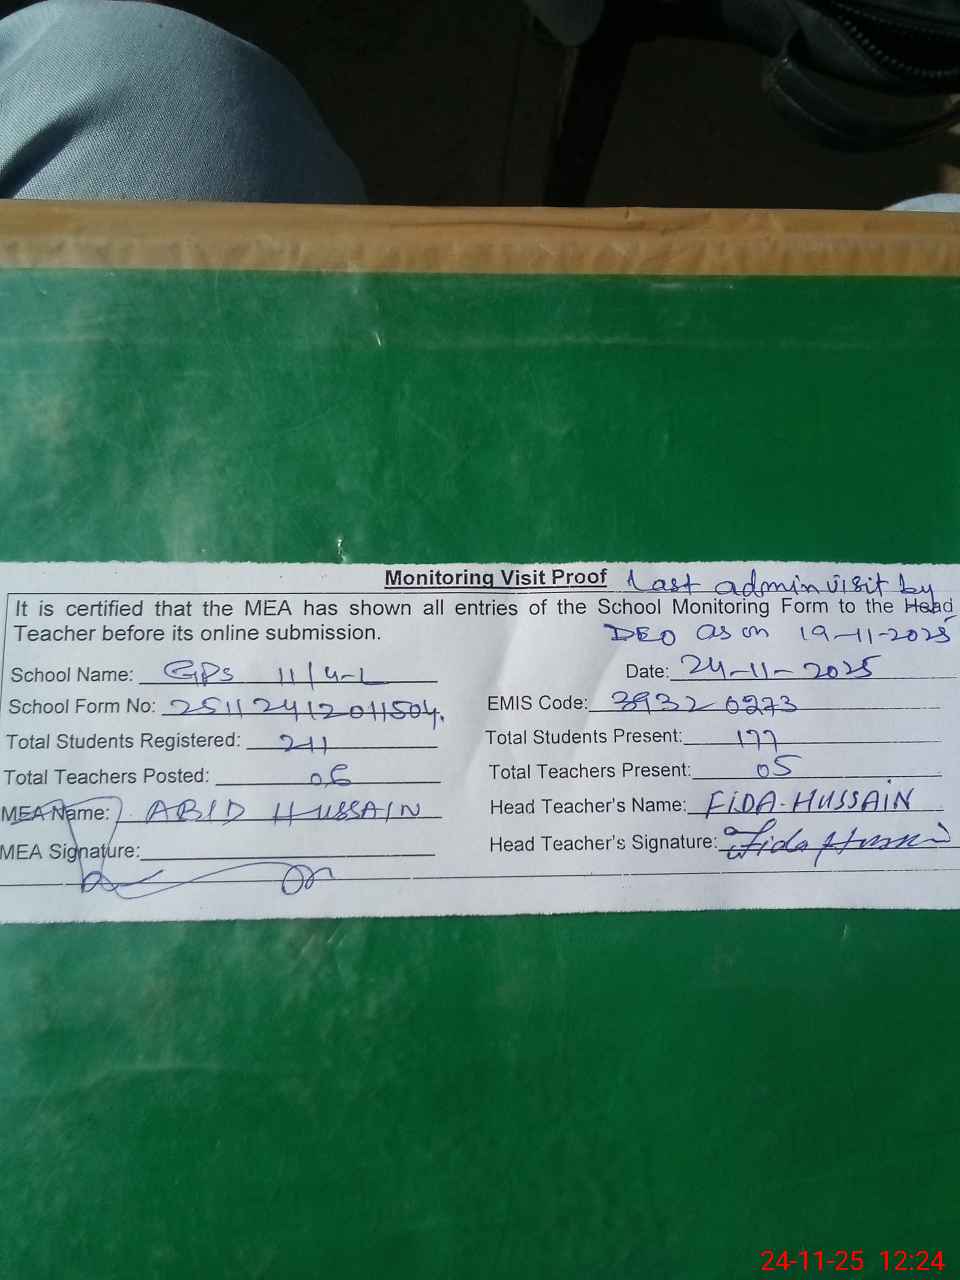 Monitoring Visit Proof Last admin visit by
It is certified that the MEA has shown all entries of the School Monitoring Form to the Head
Teacher before its online submission. DEO as on 19-11-2025
School Name: GPS 11/4-L Date: 24-11-2025
School Form No: 25112412011504. EMIS Code: 39320273
Total Students Registered: 211 Total Students Present: 177
Total Teachers Posted: 06 Total Teachers Present: 05
MEA Name: ABID HUSSAIN Head Teacher's Name: FIDA-HUSSAIN
MEA Signature: Head Teacher's Signature: Fida Hussain
24-11-25 12:24